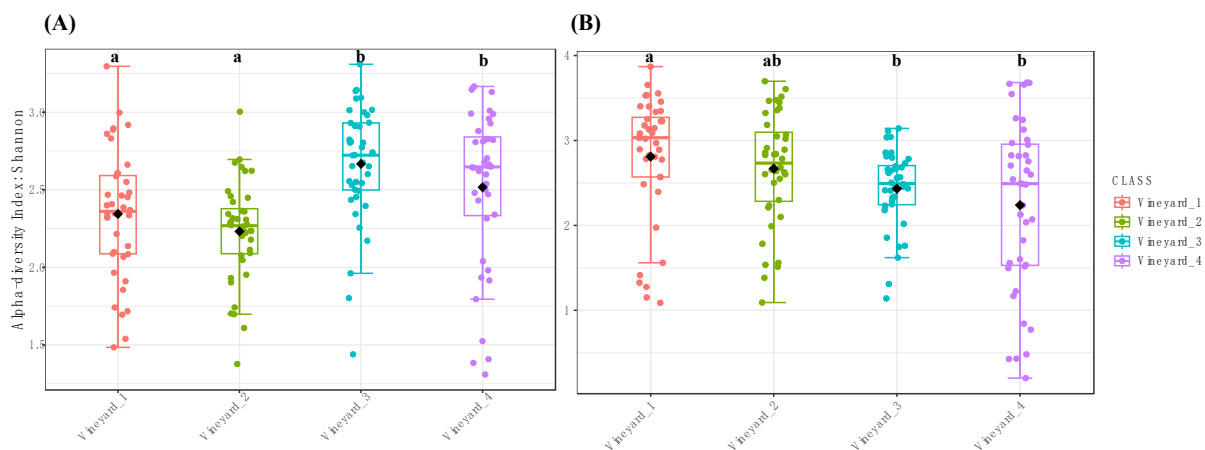 (A)
(B)
a a b b
a ab b b
Alpha-diversity Index:Shannon
3.0
2.5
2.0
1.5
4
3
2
1
Vineyard_1 Vineyard_2 Vineyard_3 Vineyard_4
Vineyard_1 Vineyard_2 Vineyard_3 Vineyard_4
CLASS
Vineyard_1
Vineyard_2
Vineyard_3
Vineyard_4